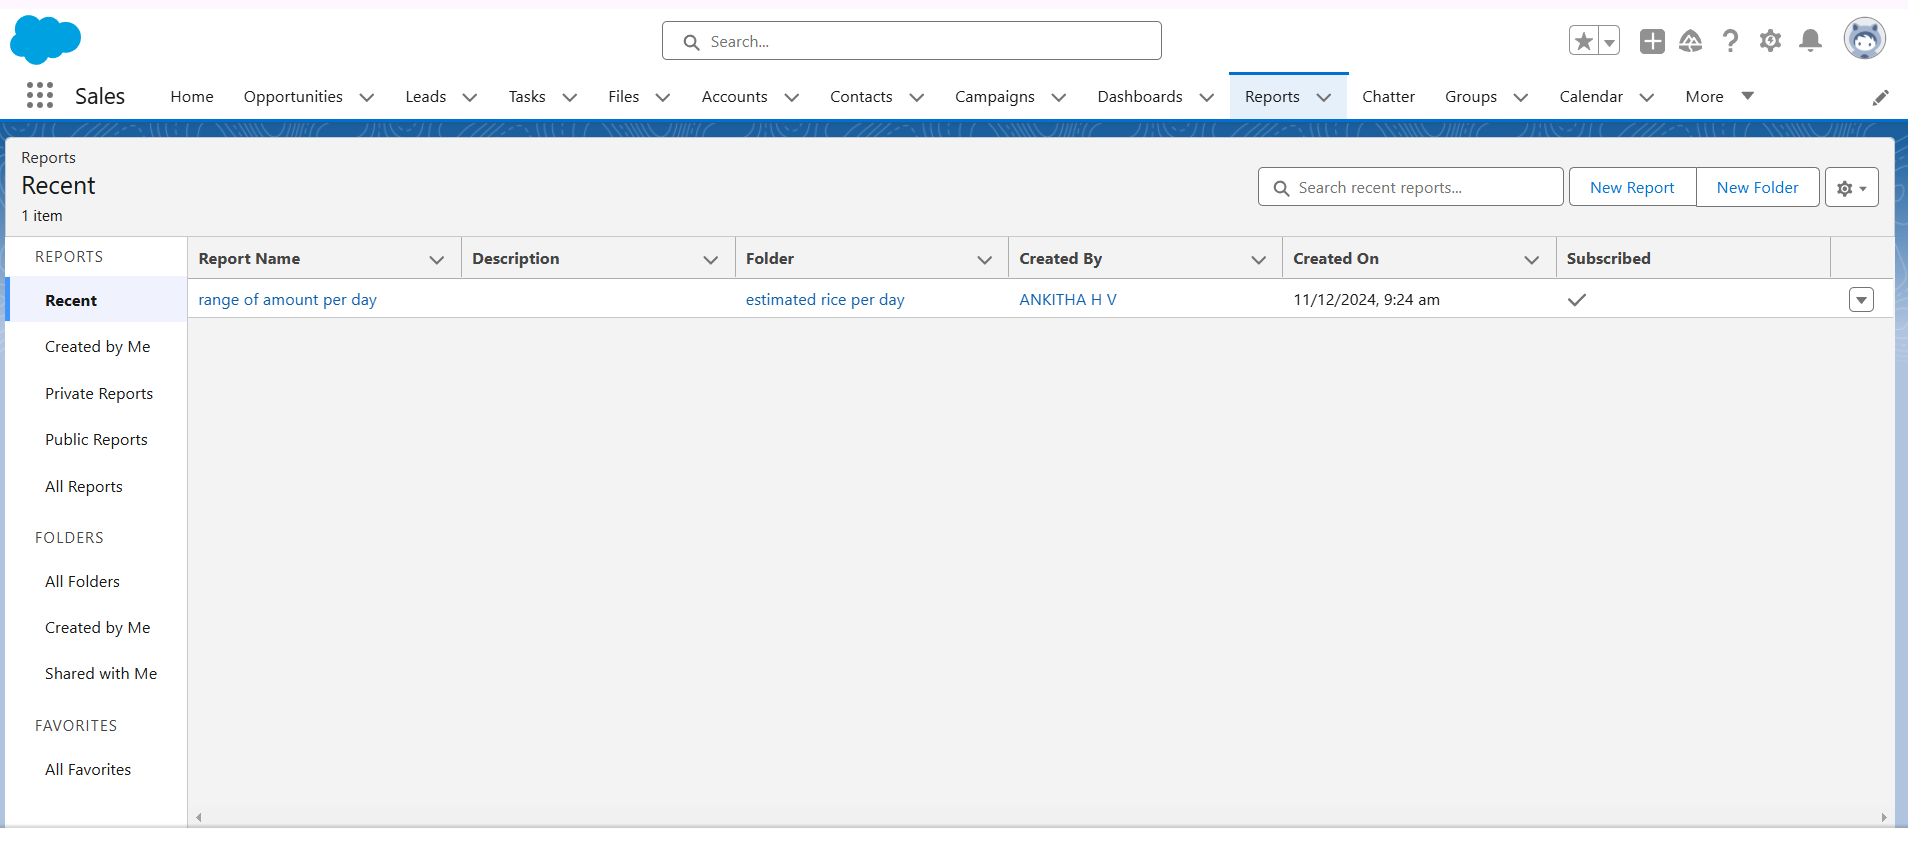 Search...
Sales Home Opportunities Leads Tasks Files Accounts Contacts Campaigns Dashboards Reports Chatter Groups Calendar More
Reports
Recent
1 item
Search recent reports... New Report New Folder
REPORTS
Recent
Created by Me
Private Reports
Public Reports
All Reports
FOLDERS
All Folders
Created by Me
Shared with Me
FAVORITES
All Favorites
Report Name Description Folder Created By Created On Subscribed
range of amount per day estimated rice per day ANKITHA H V 11/12/2024, 9:24 am